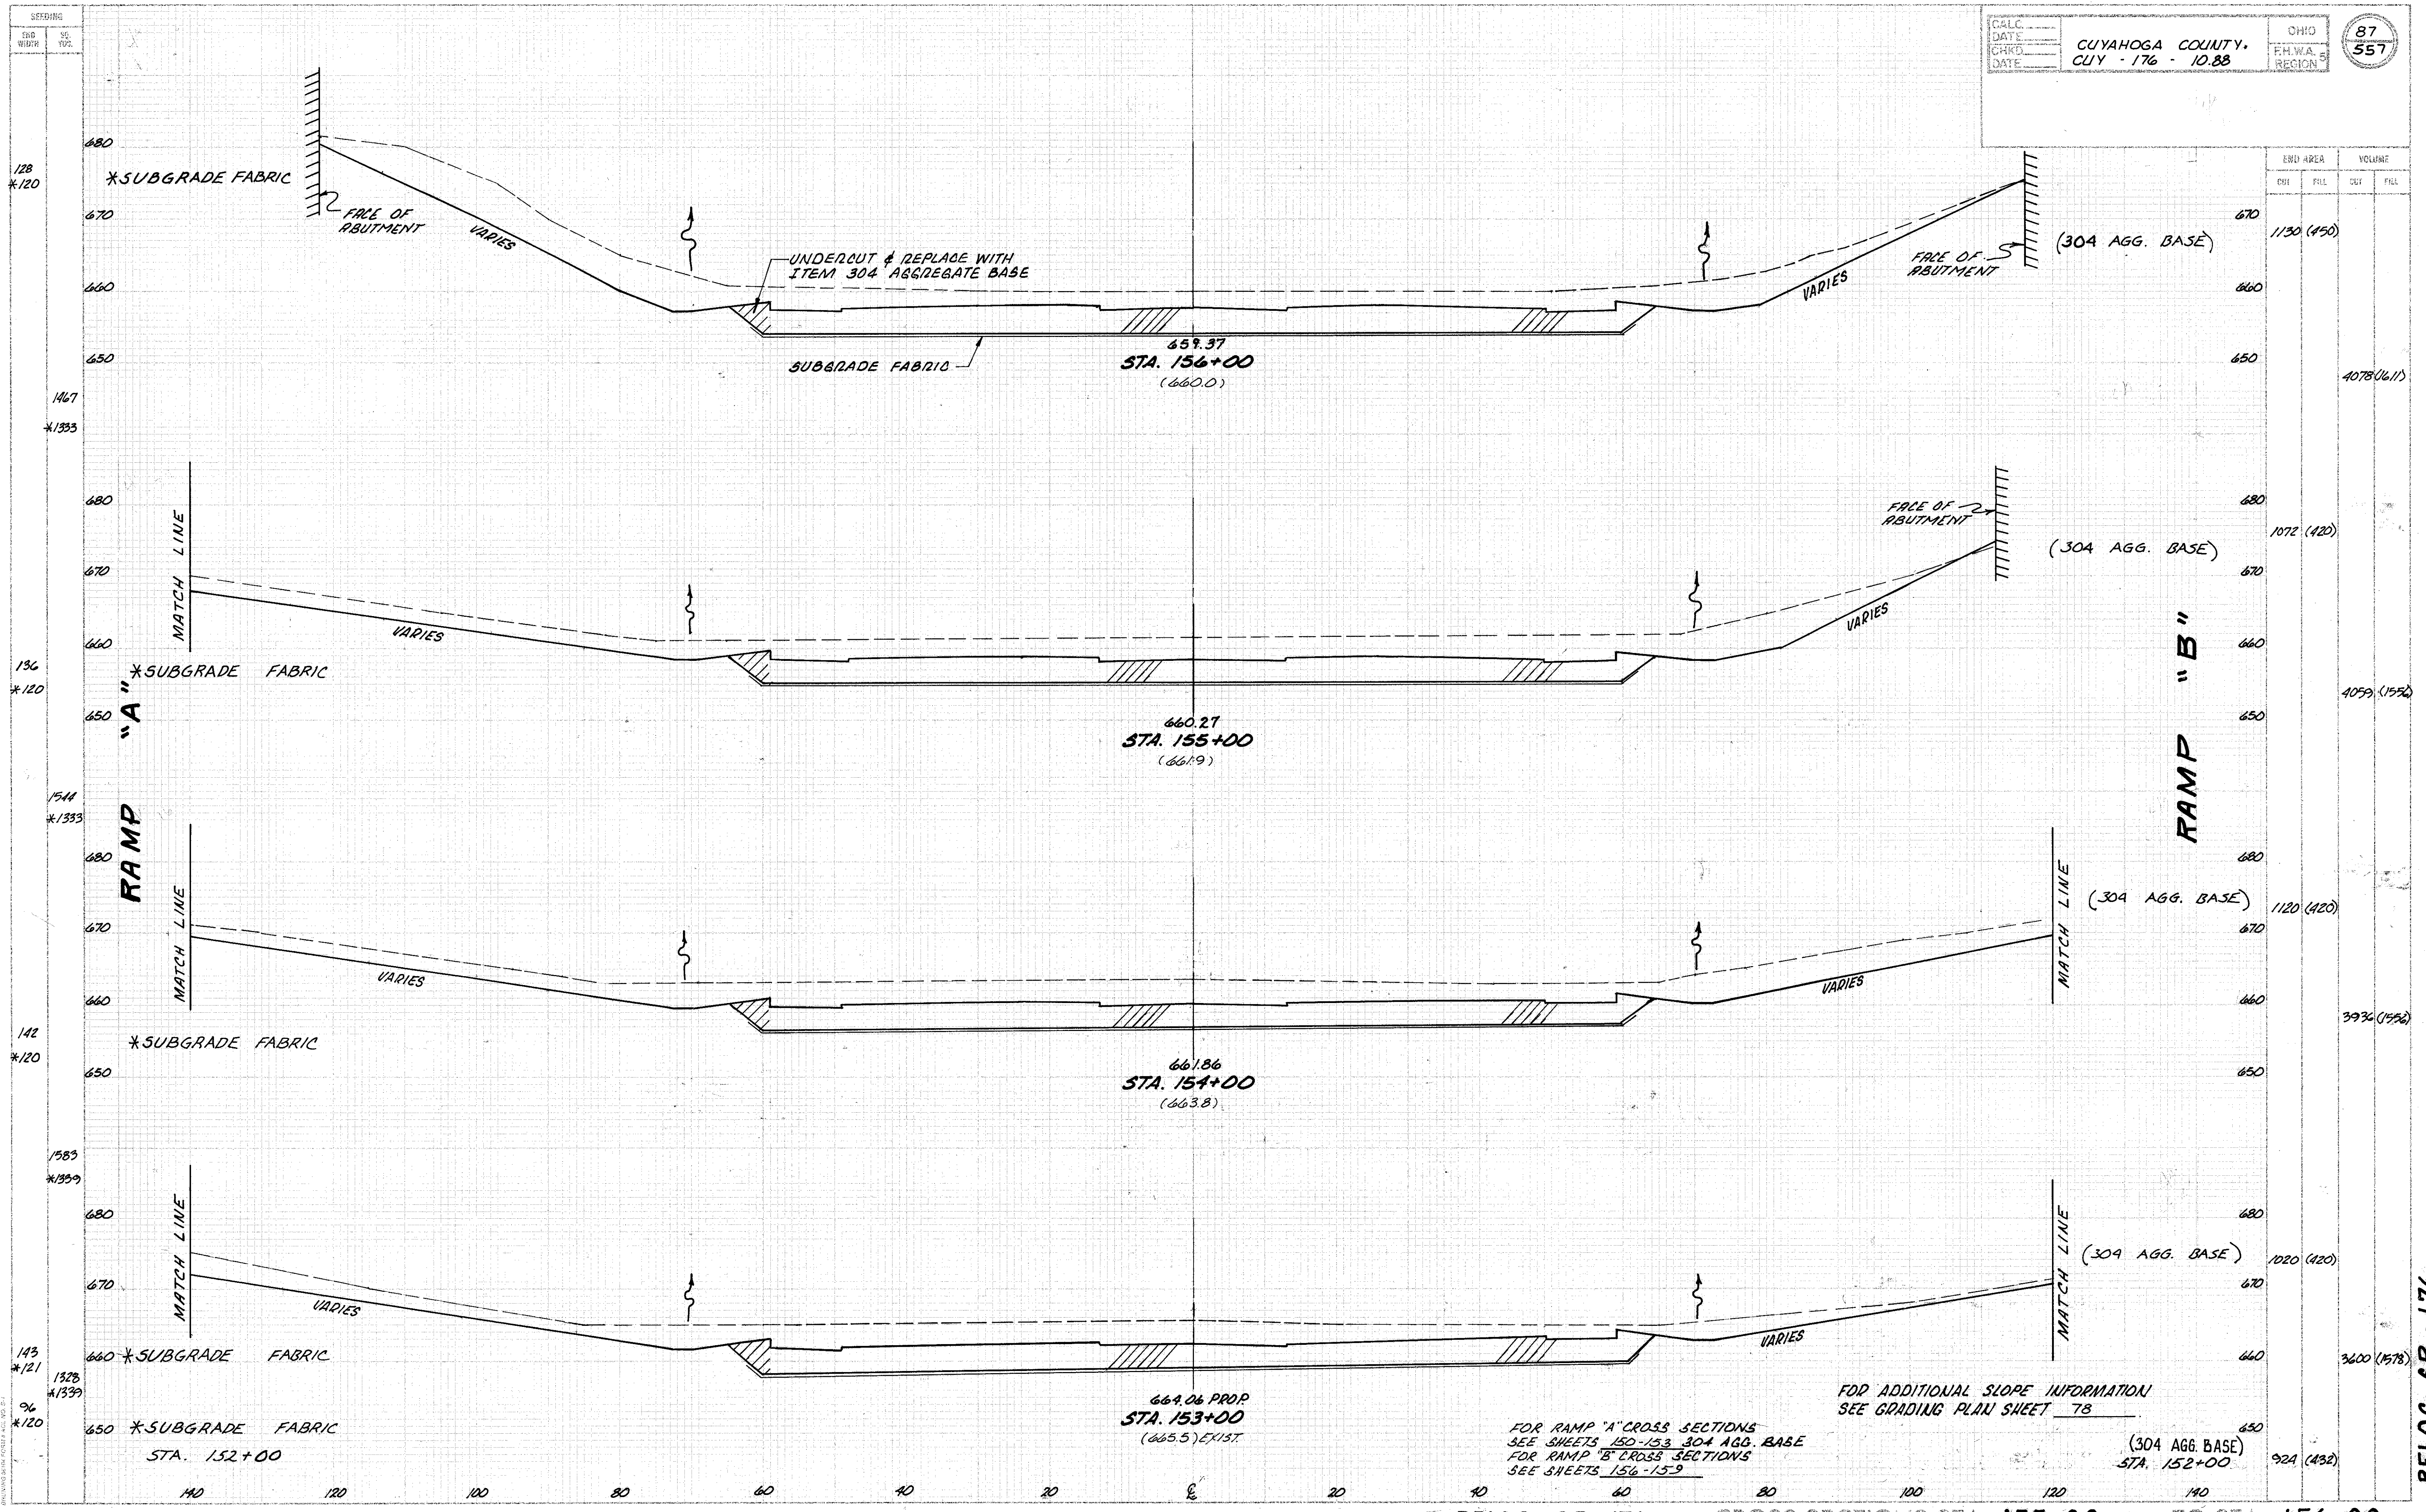 SEEDING
END WIDTH
SQ. YDS.
CALC.
DATE
CHKD.
DATE
CUYAHOGA COUNTY.
CUY - 176 - 10.88
OHIO
F.H.W.A. 5
REGION
87
557
END AREA
VOLUME
CUT
FILL
CUT
FILL
680
128
*120
*SUBGRADE FABRIC
670
FACE OF
ABUTMENT
VARIES
UNDERCUT & REPLACE WITH
ITEM 304 AGGREGATE BASE
660
650
SUBGRADE FABRIC
659.37
STA. 156+00
(660.0)
670
(304 AGG. BASE)
1130 (450)
FACE OF
ABUTMENT
660
VARIES
650
4078 (1611)
1467
*1333
680
MATCH LINE
670
VARIES
660
136
*120
*SUBGRADE FABRIC
650
660.27
STA. 155+00
(661.9)
FACE OF
ABUTMENT
680
1072 (420)
(304 AGG. BASE)
670
VARIES
660
650
4059 (1556)
RAMP "A"
RAMP "B"
1544
*1333
680
MATCH LINE
670
VARIES
660
142
*120
*SUBGRADE FABRIC
650
661.86
STA. 154+00
(663.8)
680
MATCH LINE
(304 AGG. BASE)
1120 (420)
670
VARIES
660
3936 (1556)
650
1583
*1339
680
MATCH LINE
670
VARIES
143
*121
660 *SUBGRADE FABRIC
1328
*1339
96
*120
650 *SUBGRADE FABRIC
STA. 152+00
664.06 PROP.
STA. 153+00
(665.5) EXIST.
680
MATCH LINE
(304 AGG. BASE)
1020 (420)
670
VARIES
660
3600 (1578)
FOR ADDITIONAL SLOPE INFORMATION
SEE GRADING PLAN SHEET 78
FOR RAMP "A" CROSS SECTIONS
SEE SHEETS 150-153 304 AGG. BASE
FOR RAMP "B" CROSS SECTIONS
SEE SHEETS 156-159
650
(304 AGG. BASE)
STA. 152+00
924 (432)
140 120 100 80 60 40 20 ℄ 20 40 60 80 100 120 140